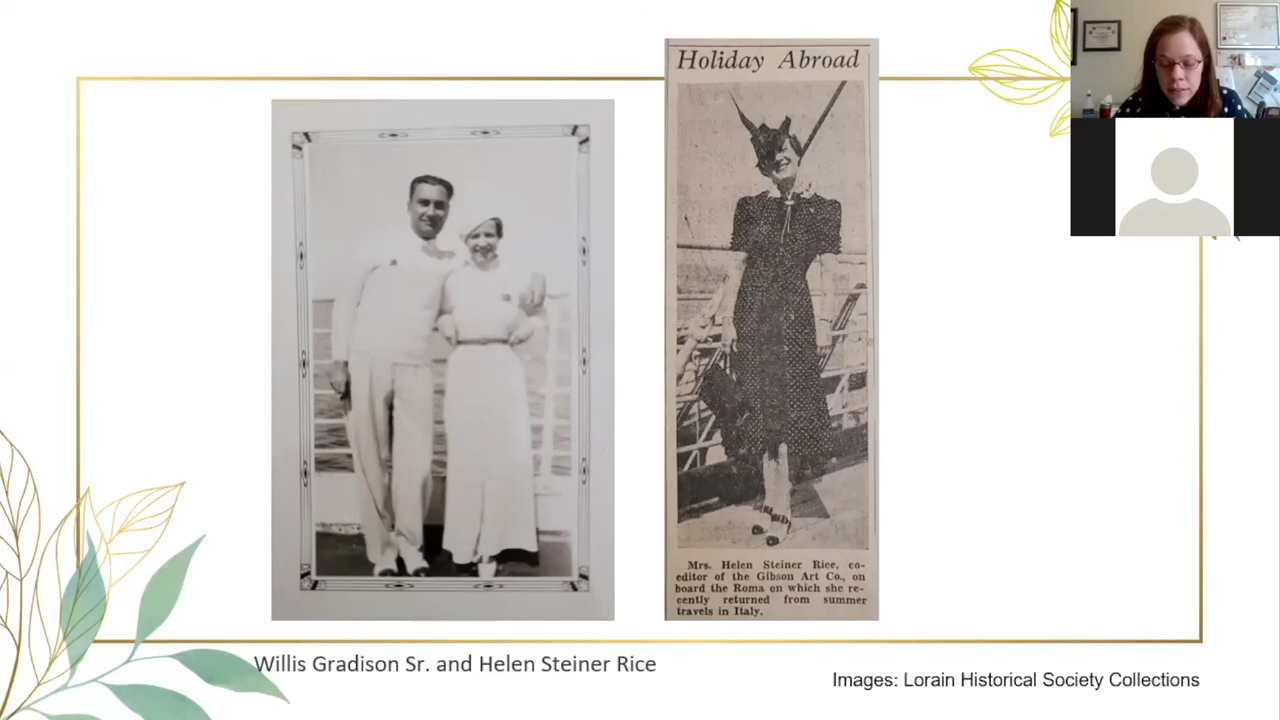 Holiday Abroad
Mrs. Helen Steiner Rice, co-
editor of the Gibson Art Co., on
board the Roma on which she re-
cently returned from summer
travels in Italy.
Willis Gradison Sr. and Helen Steiner Rice
Images: Lorain Historical Society Collections